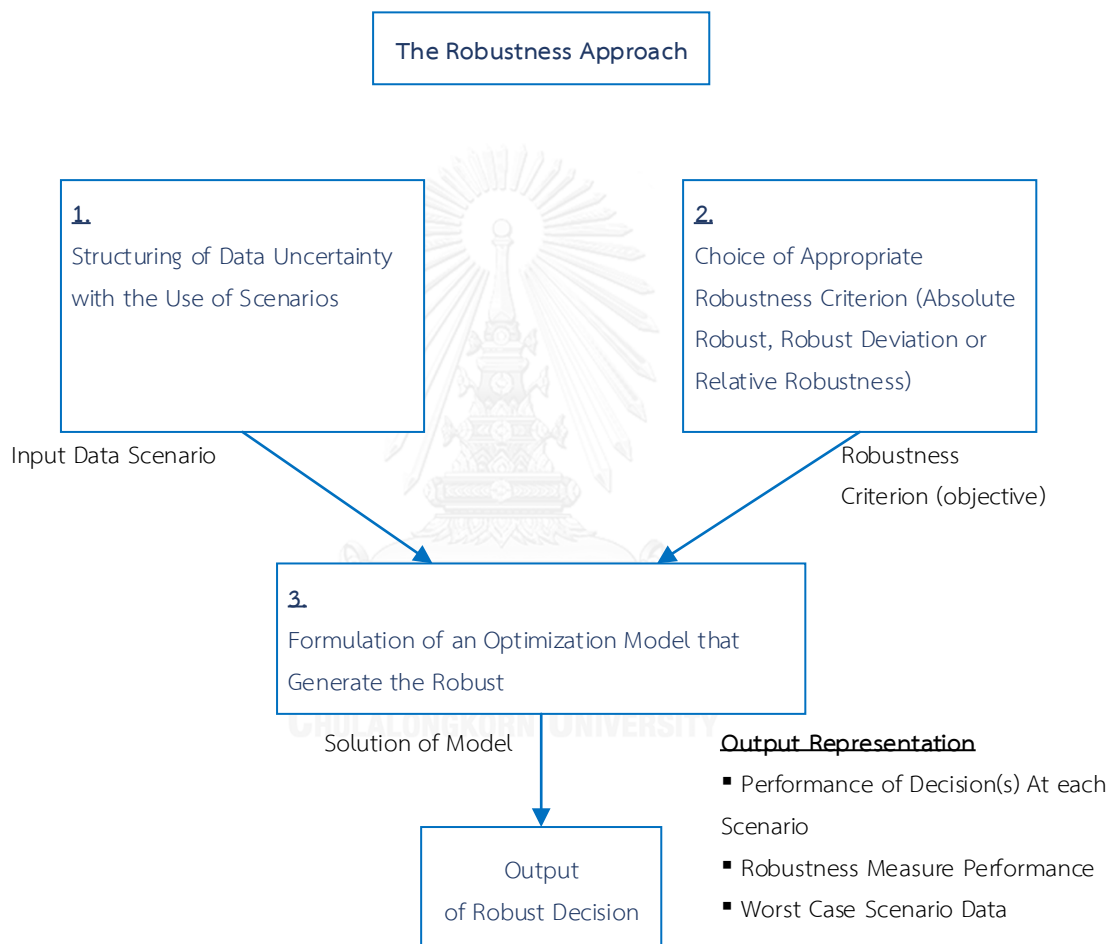 The Robustness Approach
1.
Structuring of Data Uncertainty
with the Use of Scenarios
2.
Choice of Appropriate
Robustness Criterion (Absolute
Robust, Robust Deviation or
Relative Robustness)
Input Data Scenario
Robustness
Criterion (objective)
3.
Formulation of an Optimization Model that
Generate the Robust
CHULALONGKORN UNIVERSITY
Solution of Model
Output Representation
▪ Performance of Decision(s) At each
Scenario
▪ Robustness Measure Performance
▪ Worst Case Scenario Data
Output
of Robust Decision